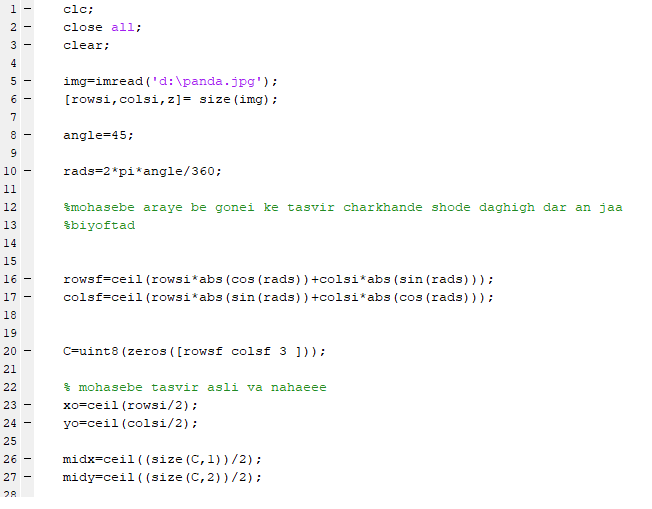 1 - clc;
2 - close all;
3 - clear;
4
5 - img=imread('d:\panda.jpg');
6 - [rowsi,colsi,z]= size(img);
7
8 - angle=45;
9
10 - rads=2*pi*angle/360;
11
12 %mohasebe araye be gonei ke tasvir charkhande shode daghigh dar an jaa
13 %biyoftad
14
15
16 - rowsf=ceil(rowsi*abs(cos(rads))+colsi*abs(sin(rads)));
17 - colsf=ceil(rowsi*abs(sin(rads))+colsi*abs(cos(rads)));
18
19
20 - C=uint8(zeros([rowsf colsf 3 ]));
21
22 % mohasebe tasvir asli va nahaeee
23 - xo=ceil(rowsi/2);
24 - yo=ceil(colsi/2);
25
26 - midx=ceil((size(C,1))/2);
27 - midy=ceil((size(C,2))/2);
28